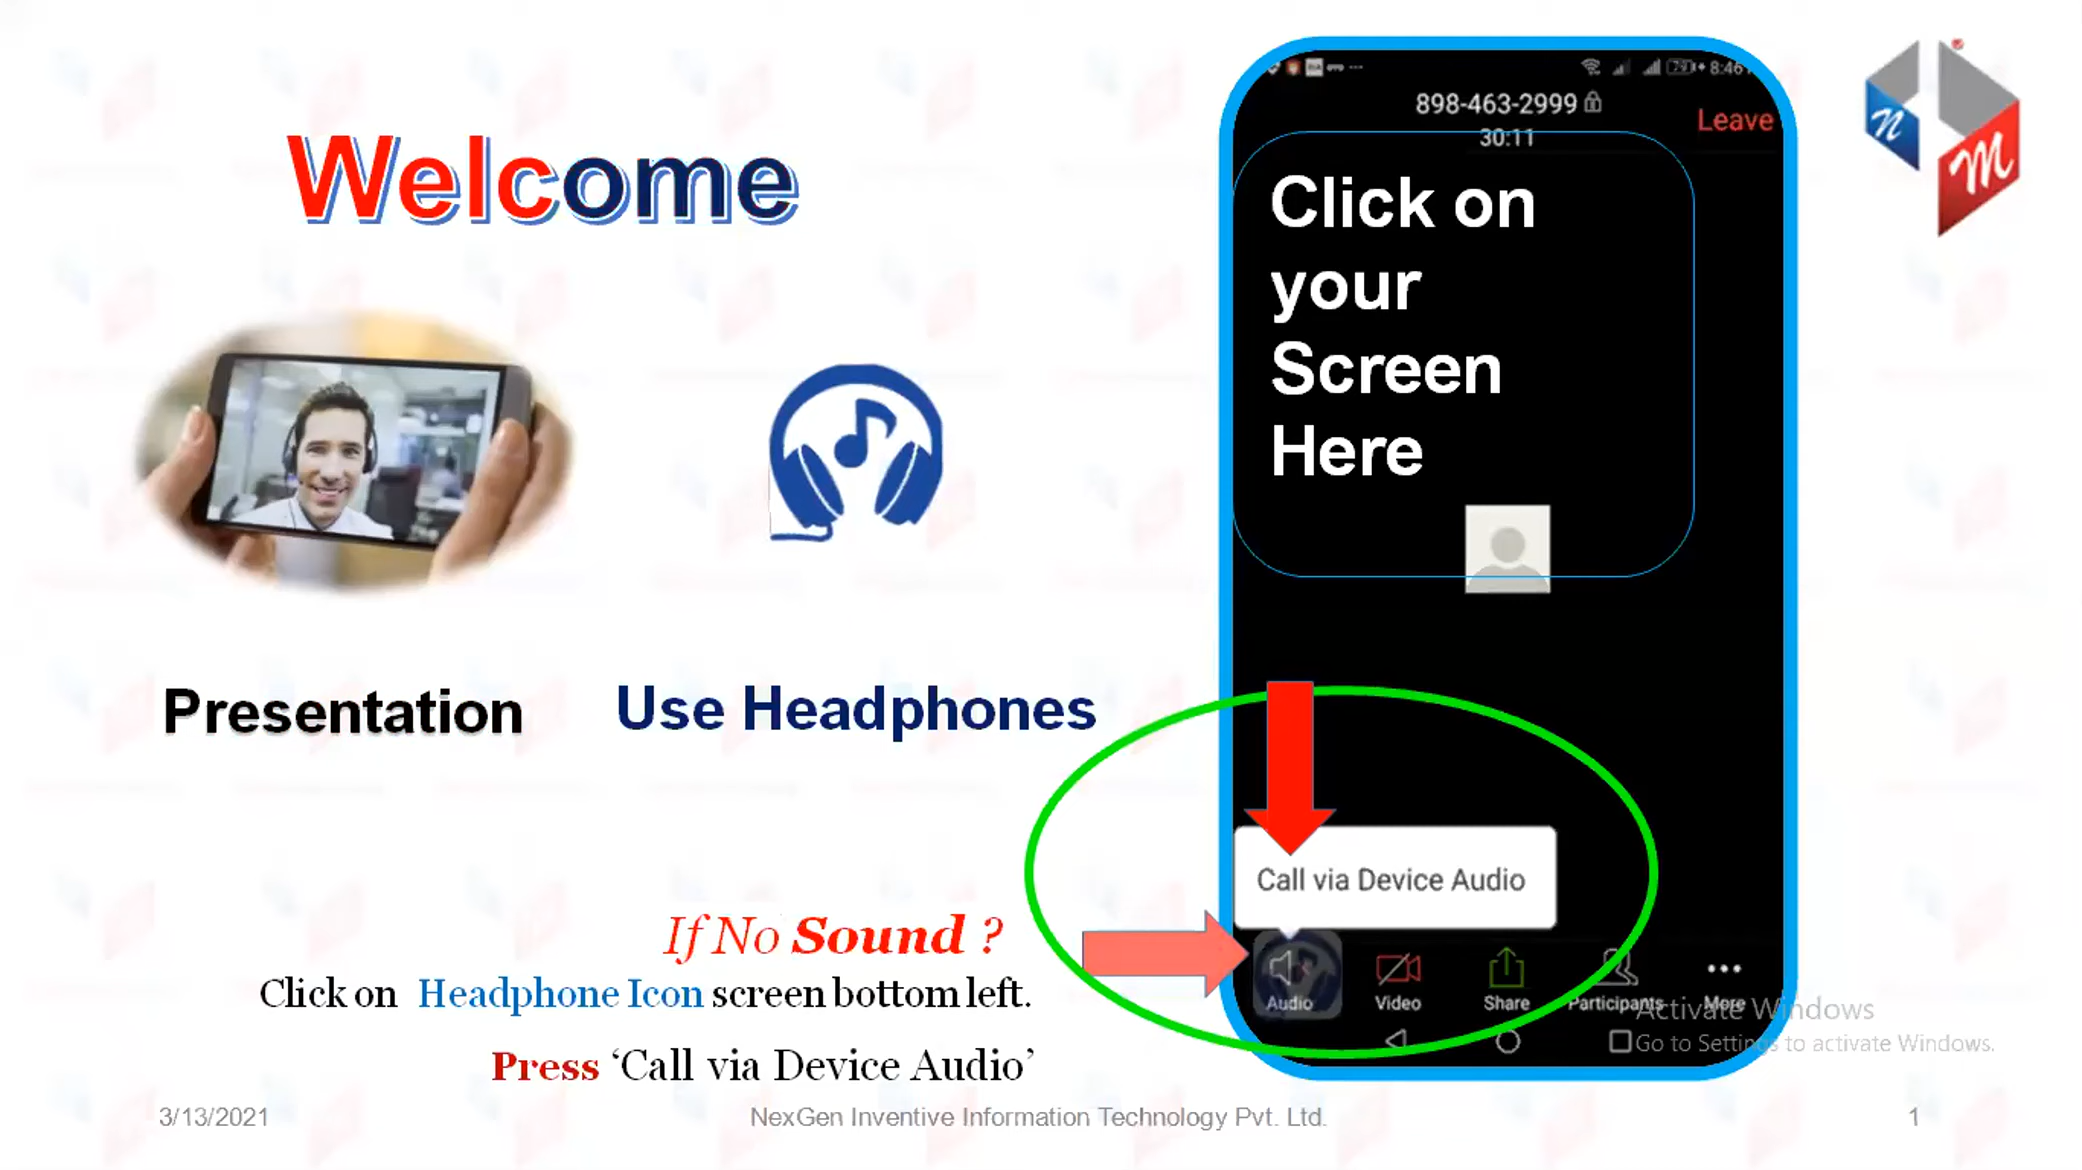 Welcome
Presentation
Use Headphones
If No Sound ?
Click on Headphone Icon screen bottom left.
Press ‘Call via Device Audio’
8:46
898-463-2999
Leave
30:11
Click on
your
Screen
Here
Call via Device Audio
Audio
Video
Share
Participants
More
Activate Windows
Go to Settings to activate Windows.
n
m
3/13/2021
NexGen Inventive Information Technology Pvt. Ltd.
1